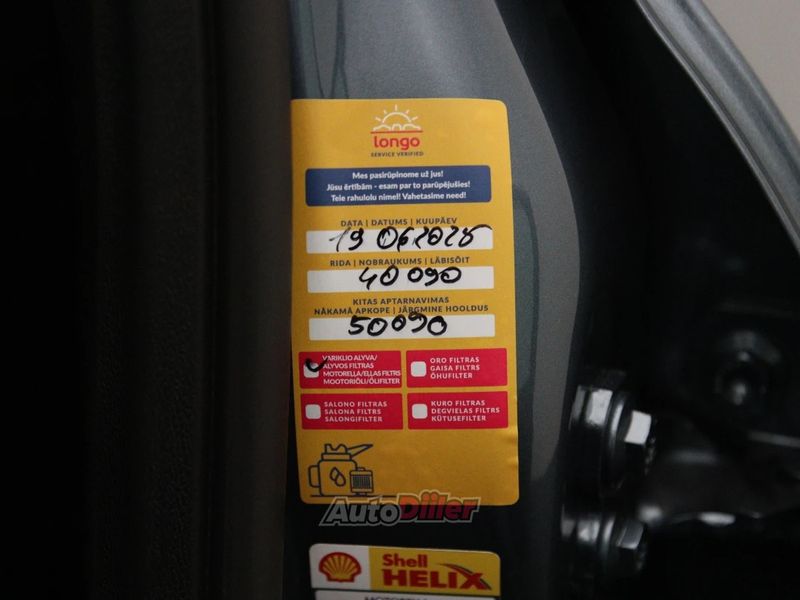 longo
SERVICE VERIFIED
Mes pasirūpinome už jus!
Jūsu ērtībām - esam par to parūpējušies!
Teie rahulolu nimel! Vahetasime need!
DATA | DATUMS | KUUPÄEV
19 06 2025
RIDA | NOBRAUKUMS | LÄBISÕIT
40 090
KITAS APTARNAVIMAS
NĀKAMĀ APKOPE | JÄRGMINE HOOLDUS
50090
VARIKLIO ALYVA/
ALYVOS FILTRAS
MOTOREĻĻA/EĻĻAS FILTRS
MOOTORIÕLI/ÕLIFILTER
ORO FILTRAS
GAISA FILTRS
ÕHUFILTER
SALONO FILTRAS
SALONA FILTRS
SALONGIFILTER
KURO FILTRAS
DEGVIELAS FILTRS
KÜTUSEFILTER
AutoDiiler
Shell
HELIX